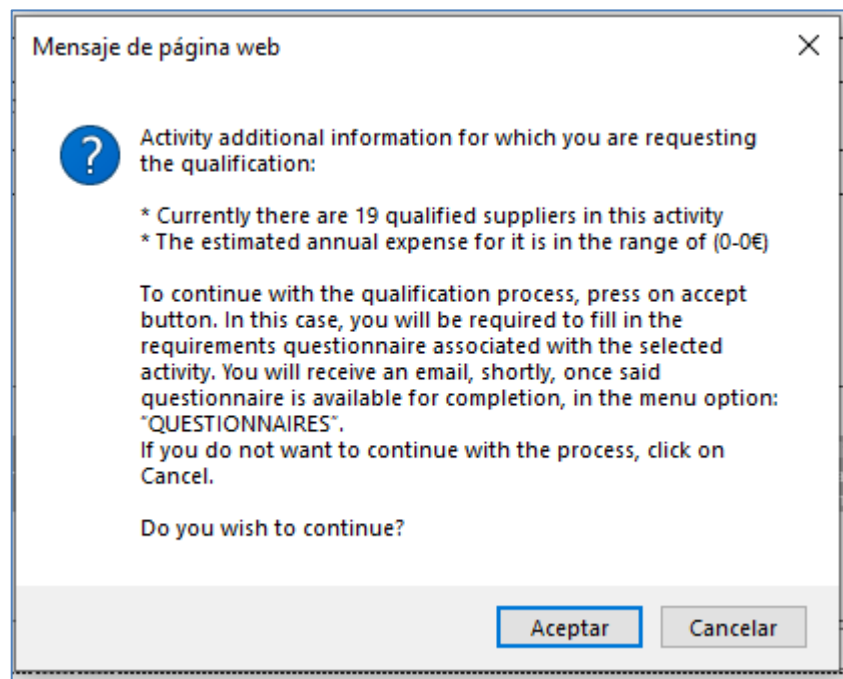 Mensaje de página web
Activity additional information for which you are requesting
the qualification:
* Currently there are 19 qualified suppliers in this activity
* The estimated annual expense for it is in the range of (0-0€)
To continue with the qualification process, press on accept
button. In this case, you will be required to fill in the
requirements questionnaire associated with the selected
activity. You will receive an email, shortly, once said
questionnaire is available for completion, in the menu option:
“QUESTIONNAIRES”.
If you do not want to continue with the process, click on
Cancel.
Do you wish to continue?
Aceptar
Cancelar